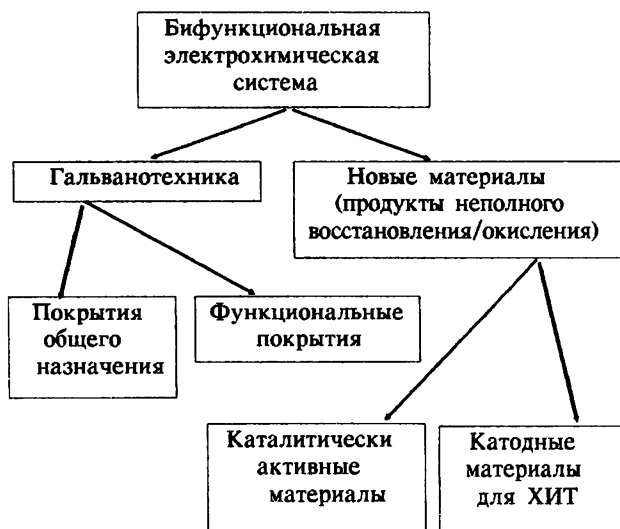 Бифункциональная
электрохимическая
система
Гальванотехника
Новые материалы
(продукты неполного
восстановления/окисления)
Покрытия
общего
назначения
Функциональные
покрытия
Каталитически
активные
материалы
Катодные
материалы
для ХИТ